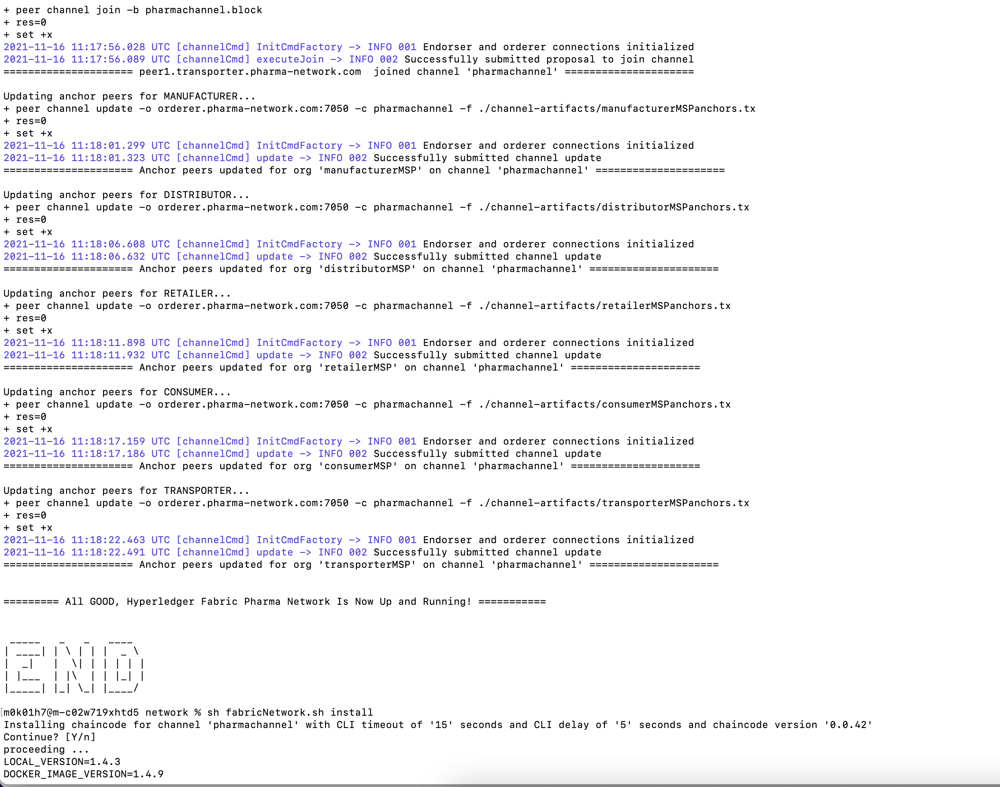 + peer channel join -b pharmachannel.block
+ res=0
+ set +x
2021-11-16 11:17:56.028 UTC [channelCmd] InitCmdFactory -> INFO 001 Endorser and orderer connections initialized
2021-11-16 11:17:56.089 UTC [channelCmd] executeJoin -> INFO 002 Successfully submitted proposal to join channel
===================== peer1.transporter.pharma-network.com  joined channel 'pharmachannel' =====================

Updating anchor peers for MANUFACTURER...
+ peer channel update -o orderer.pharma-network.com:7050 -c pharmachannel -f ./channel-artifacts/manufacturerMSPanchors.tx
+ res=0
+ set +x
2021-11-16 11:18:01.299 UTC [channelCmd] InitCmdFactory -> INFO 001 Endorser and orderer connections initialized
2021-11-16 11:18:01.323 UTC [channelCmd] update -> INFO 002 Successfully submitted channel update
===================== Anchor peers updated for org 'manufacturerMSP' on channel 'pharmachannel' =====================

Updating anchor peers for DISTRIBUTOR...
+ peer channel update -o orderer.pharma-network.com:7050 -c pharmachannel -f ./channel-artifacts/distributorMSPanchors.tx
+ res=0
+ set +x
2021-11-16 11:18:06.608 UTC [channelCmd] InitCmdFactory -> INFO 001 Endorser and orderer connections initialized
2021-11-16 11:18:06.632 UTC [channelCmd] update -> INFO 002 Successfully submitted channel update
===================== Anchor peers updated for org 'distributorMSP' on channel 'pharmachannel' =====================

Updating anchor peers for RETAILER...
+ peer channel update -o orderer.pharma-network.com:7050 -c pharmachannel -f ./channel-artifacts/retailerMSPanchors.tx
+ res=0
+ set +x
2021-11-16 11:18:11.898 UTC [channelCmd] InitCmdFactory -> INFO 001 Endorser and orderer connections initialized
2021-11-16 11:18:11.932 UTC [channelCmd] update -> INFO 002 Successfully submitted channel update
===================== Anchor peers updated for org 'retailerMSP' on channel 'pharmachannel' =====================

Updating anchor peers for CONSUMER...
+ peer channel update -o orderer.pharma-network.com:7050 -c pharmachannel -f ./channel-artifacts/consumerMSPanchors.tx
+ res=0
+ set +x
2021-11-16 11:18:17.159 UTC [channelCmd] InitCmdFactory -> INFO 001 Endorser and orderer connections initialized
2021-11-16 11:18:17.186 UTC [channelCmd] update -> INFO 002 Successfully submitted channel update
===================== Anchor peers updated for org 'consumerMSP' on channel 'pharmachannel' =====================

Updating anchor peers for TRANSPORTER...
+ peer channel update -o orderer.pharma-network.com:7050 -c pharmachannel -f ./channel-artifacts/transporterMSPanchors.tx
+ res=0
+ set +x
2021-11-16 11:18:22.463 UTC [channelCmd] InitCmdFactory -> INFO 001 Endorser and orderer connections initialized
2021-11-16 11:18:22.491 UTC [channelCmd] update -> INFO 002 Successfully submitted channel update
===================== Anchor peers updated for org 'transporterMSP' on channel 'pharmachannel' =====================

========= All GOOD, Hyperledger Fabric Pharma Network Is Now Up and Running! ===========

 _____   _   _   ____
| ____| | \ | | |  _ \
|  _|   |  \| | | | | |
| |___  | |\  | | |_| |
|_____| |_| \_| |____/

[m0k01h7@m-c02w719xhtd5 network % sh fabricNetwork.sh install
Installing chaincode for channel 'pharmachannel' with CLI timeout of '15' seconds and CLI delay of '5' seconds and chaincode version '0.0.42'
Continue? [Y/n]
proceeding ...
LOCAL_VERSION=1.4.3
DOCKER_IMAGE_VERSION=1.4.9